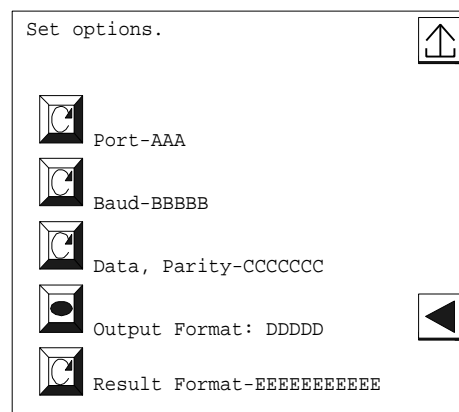 Set options.
Port-AAA
Baud-BBBBB
Data, Parity-CCCCCCC
Output Format: DDDDD
Result Format-EEEEEEEEEEE